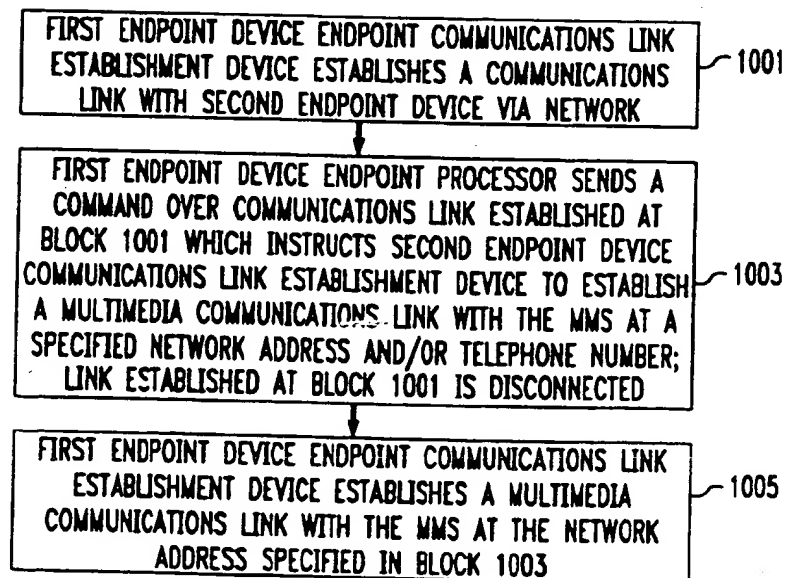 FIRST ENDPOINT DEVICE ENDPOINT COMMUNICATIONS LINK
ESTABLISHMENT DEVICE ESTABLISHES A COMMUNICATIONS
LINK WITH SECOND ENDPOINT DEVICE VIA NETWORK
1001
FIRST ENDPOINT DEVICE ENDPOINT PROCESSOR SENDS A
COMMAND OVER COMMUNICATIONS LINK ESTABLISHED AT
BLOCK 1001 WHICH INSTRUCTS SECOND ENDPOINT DEVICE
COMMUNICATIONS LINK ESTABLISHMENT DEVICE TO ESTABLISH
A MULTIMEDIA COMMUNICATIONS LINK WITH THE MMS AT A
SPECIFIED NETWORK ADDRESS AND/OR TELEPHONE NUMBER;
LINK ESTABLISHED AT BLOCK 1001 IS DISCONNECTED
1003
FIRST ENDPOINT DEVICE ENDPOINT COMMUNICATIONS LINK
ESTABLISHMENT DEVICE ESTABLISHES A MULTIMEDIA
COMMUNICATIONS LINK WITH THE MMS AT THE NETWORK
ADDRESS SPECIFIED IN BLOCK 1003
1005